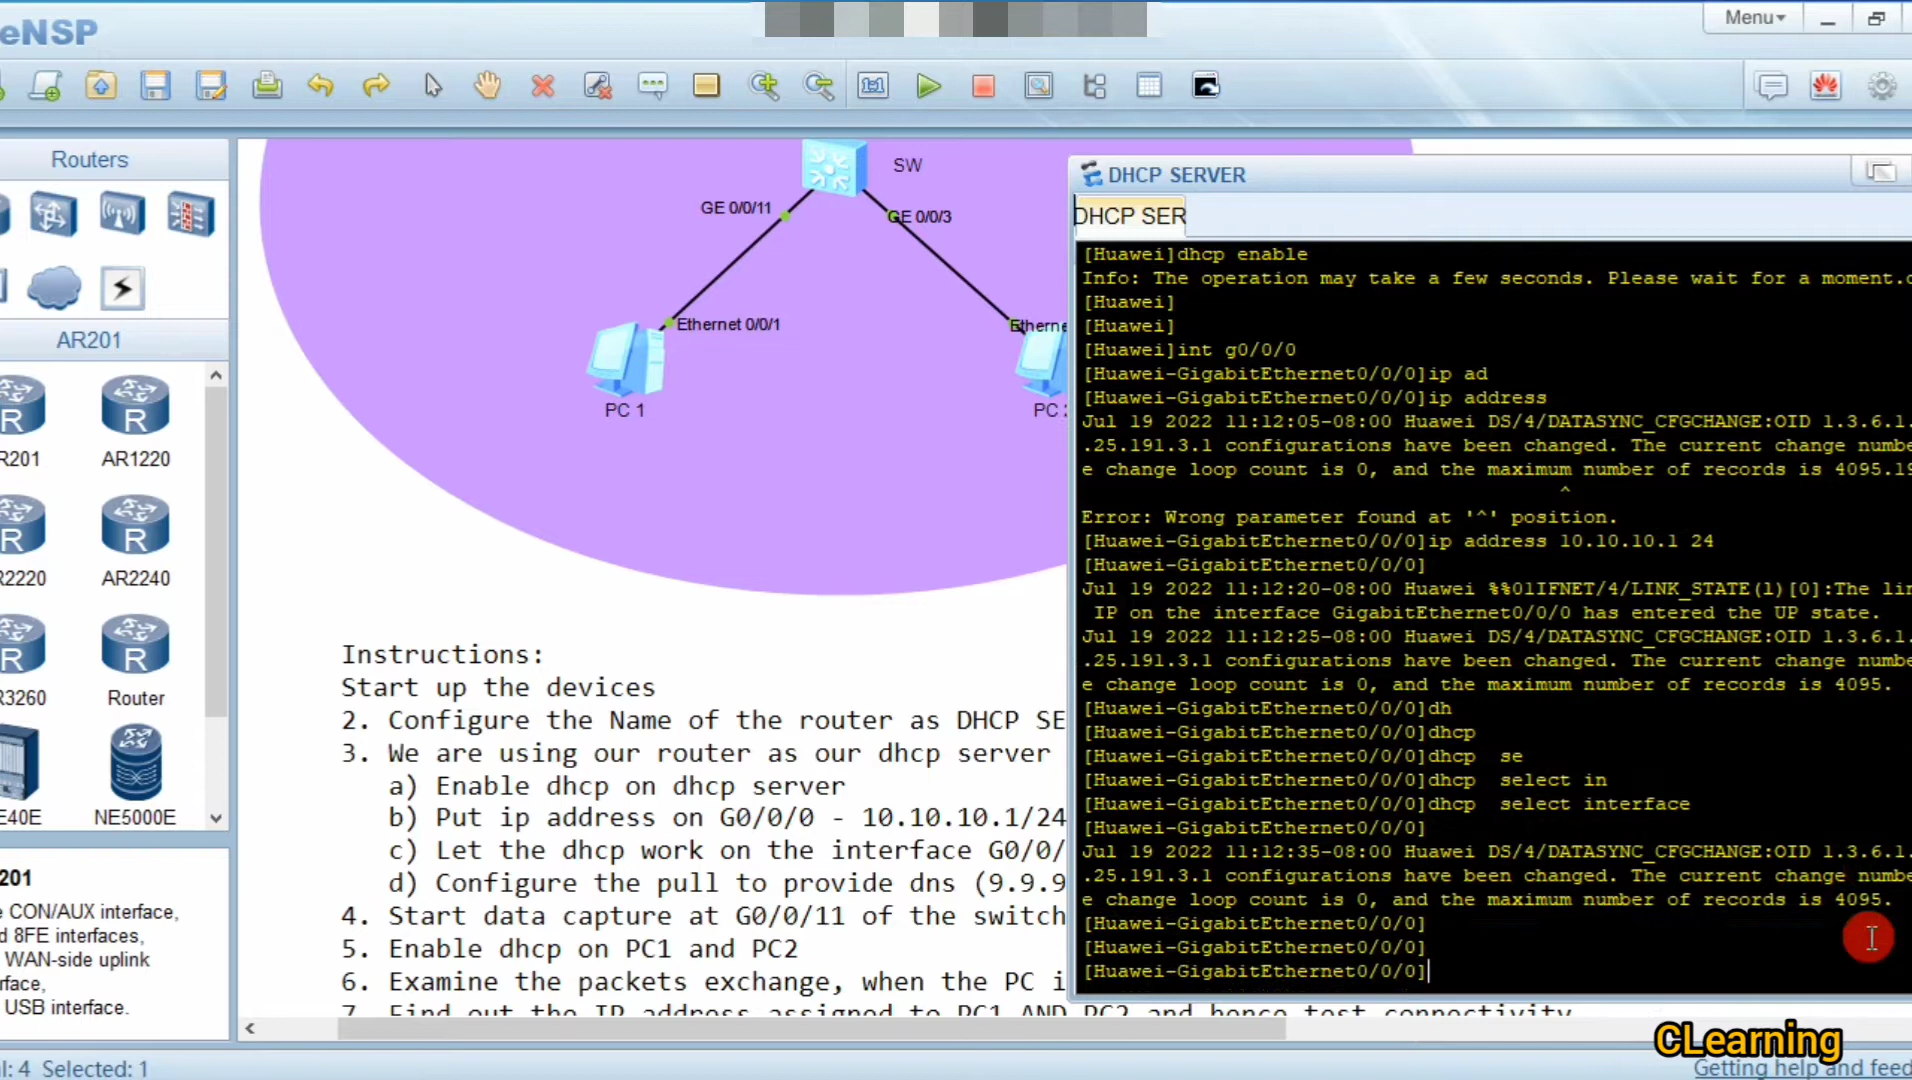 eNSP
Menu
Routers
AR201
R201
AR1220
R2220
AR2240
R3260
Router
E40E
NE5000E
201
e CON/AUX interface,
d 8FE interfaces,
WAN-side uplink
rface,
USB interface.
SW
GE 0/0/11
GE 0/0/3
Ethernet 0/0/1
Etherne
PC 1
PC
Instructions:
Start up the devices
2. Configure the Name of the router as DHCP SE
3. We are using our router as our dhcp server
a) Enable dhcp on dhcp server
b) Put ip address on G0/0/0 - 10.10.10.1/24
c) Let the dhcp work on the interface G0/0/
d) Configure the pull to provide dns (9.9.9
4. Start data capture at G0/0/11 of the switch
5. Enable dhcp on PC1 and PC2
6. Examine the packets exchange, when the PC i
7. Find out the IP address assigned to PC1 AND PC2 and hence test connectivity
DHCP SERVER
DHCP SER
[Huawei]dhcp enable
Info: The operation may take a few seconds. Please wait for a moment.
[Huawei]
[Huawei]
[Huawei]int g0/0/0
[Huawei-GigabitEthernet0/0/0]ip ad
[Huawei-GigabitEthernet0/0/0]ip address
Jul 19 2022 11:12:05-08:00 Huawei DS/4/DATASYNC_CFGCHANGE:OID 1.3.6.1.
.25.191.3.1 configurations have been changed. The current change numbe
e change loop count is 0, and the maximum number of records is 4095.19
^
Error: Wrong parameter found at '^' position.
[Huawei-GigabitEthernet0/0/0]ip address 10.10.10.1 24
[Huawei-GigabitEthernet0/0/0]
Jul 19 2022 11:12:20-08:00 Huawei %%01IFNET/4/LINK_STATE(l)[0]:The lin
IP on the interface GigabitEthernet0/0/0 has entered the UP state.
Jul 19 2022 11:12:25-08:00 Huawei DS/4/DATASYNC_CFGCHANGE:OID 1.3.6.1.
.25.191.3.1 configurations have been changed. The current change numbe
e change loop count is 0, and the maximum number of records is 4095.
[Huawei-GigabitEthernet0/0/0]dh
[Huawei-GigabitEthernet0/0/0]dhcp
[Huawei-GigabitEthernet0/0/0]dhcp  se
[Huawei-GigabitEthernet0/0/0]dhcp  select in
[Huawei-GigabitEthernet0/0/0]dhcp  select interface
[Huawei-GigabitEthernet0/0/0]
Jul 19 2022 11:12:35-08:00 Huawei DS/4/DATASYNC_CFGCHANGE:OID 1.3.6.1.
.25.191.3.1 configurations have been changed. The current change numbe
e change loop count is 0, and the maximum number of records is 4095.
[Huawei-GigabitEthernet0/0/0]
[Huawei-GigabitEthernet0/0/0]
[Huawei-GigabitEthernet0/0/0]
CLearning
l: 4 Selected: 1
Getting help and feed